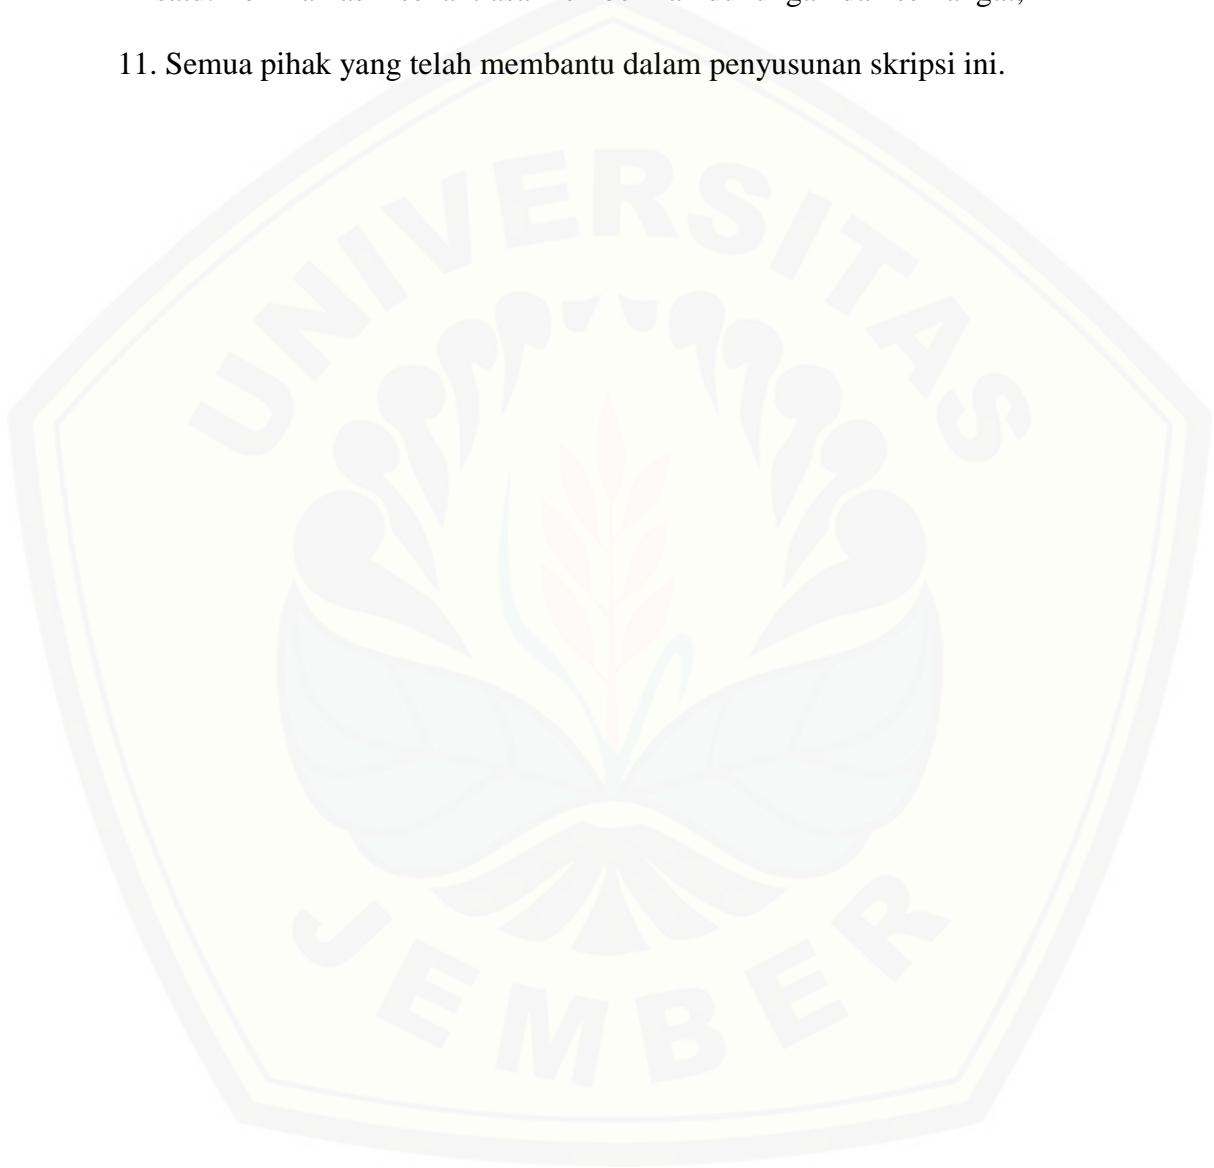 11. Semua pihak yang telah membantu dalam penyusunan skripsi ini.
UNIVERSITAS
JEMBER